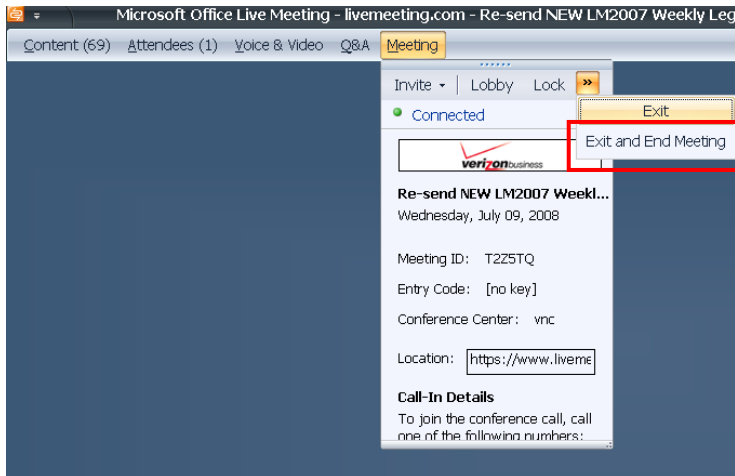 Microsoft Office Live Meeting - livemeeting.com - Re-send NEW LM2007 Weekly Leg
Content (69) Attendees (1) Voice & Video Q&A Meeting
Invite Lobby Lock »
Exit
Connected
Exit and End Meeting
verizonbusiness
Re-send NEW LM2007 Weekl...
Wednesday, July 09, 2008
Meeting ID: T2Z5TQ
Entry Code: [no key]
Conference Center: vnc
Location: https://www.liveme
Call-In Details
To join the conference call, call
one of the following numbers: